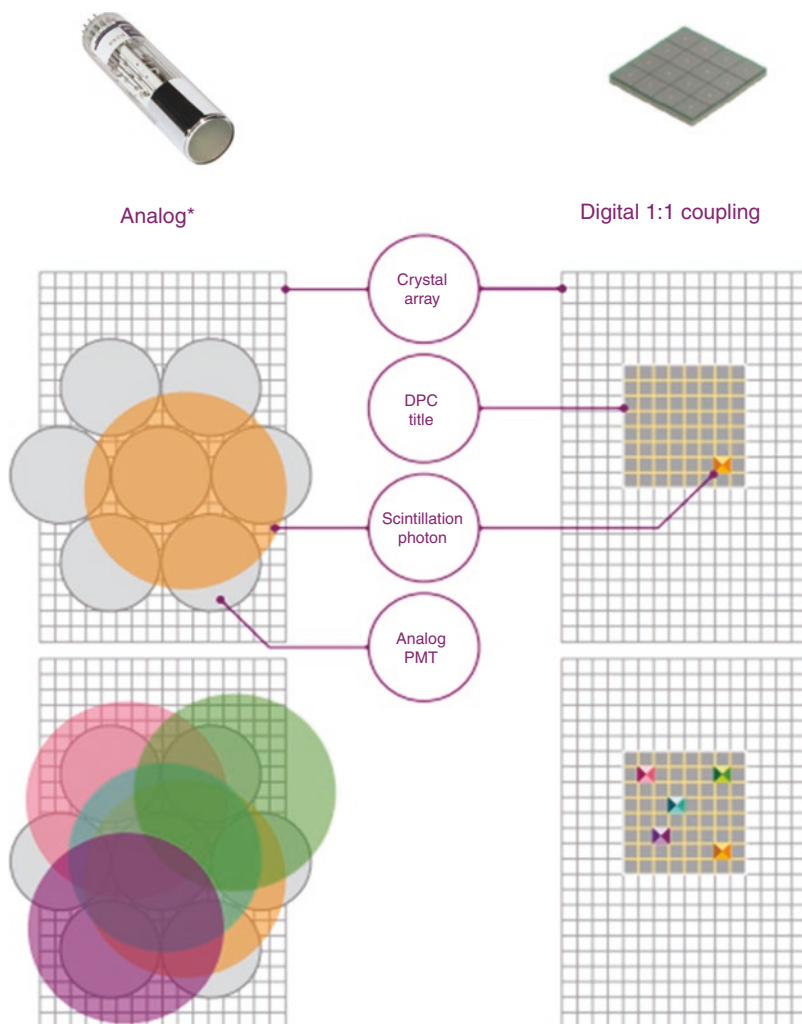 Analog*
Digital 1:1 coupling
Crystal
array
DPC
title
Scintillation
photon
Analog
PMT